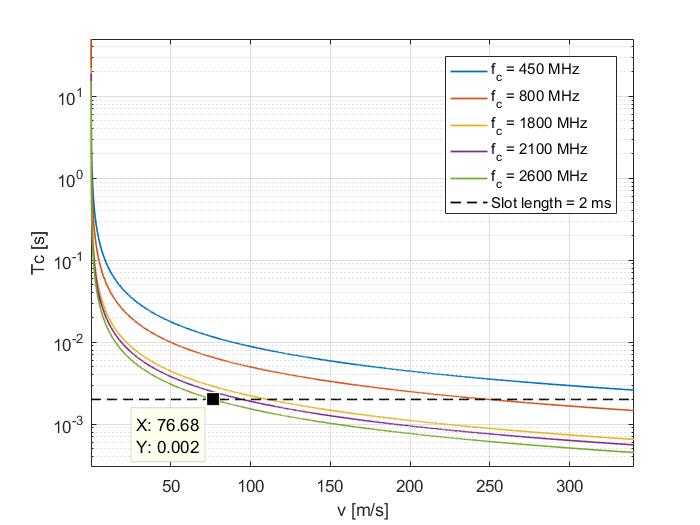 f_c = 450 MHz
f_c = 800 MHz
f_c = 1800 MHz
f_c = 2100 MHz
f_c = 2600 MHz
Slot length = 2 ms
10^1
10^0
10^-1
10^-2
10^-3
Tc [s]
X: 76.68
Y: 0.002
50 100 150 200 250 300
v [m/s]